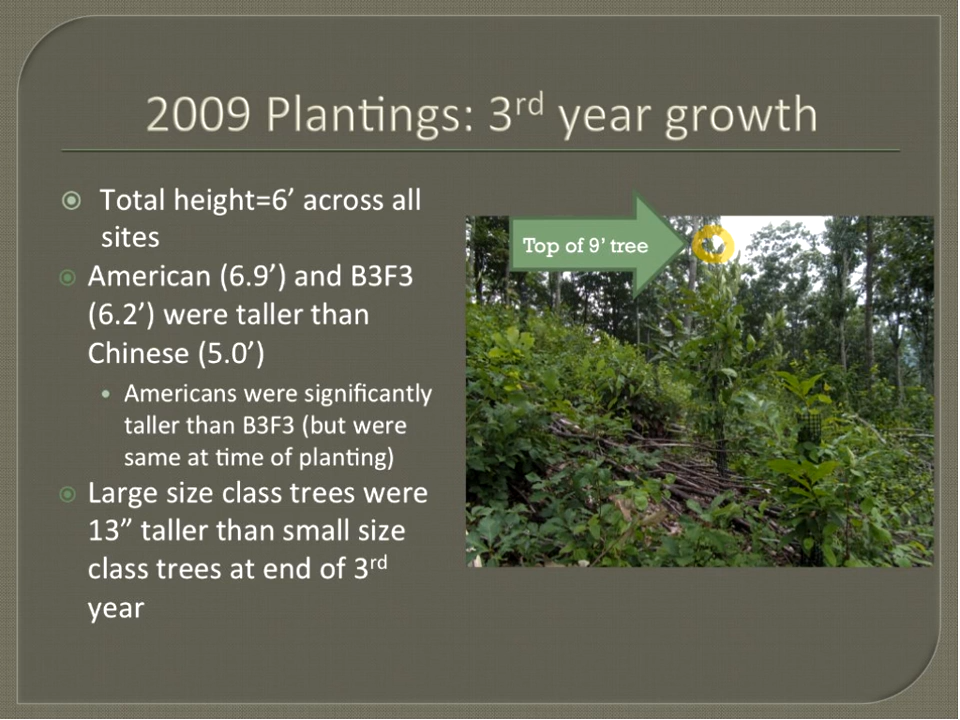 2009 Plantings: 3rd year growth
Total height=6’ across all
sites
American (6.9’) and B3F3
(6.2’) were taller than
Chinese (5.0’)
Americans were significantly
taller than B3F3 (but were
same at time of planting)
Large size class trees were
13” taller than small size
class trees at end of 3rd
year
Top of 9’ tree